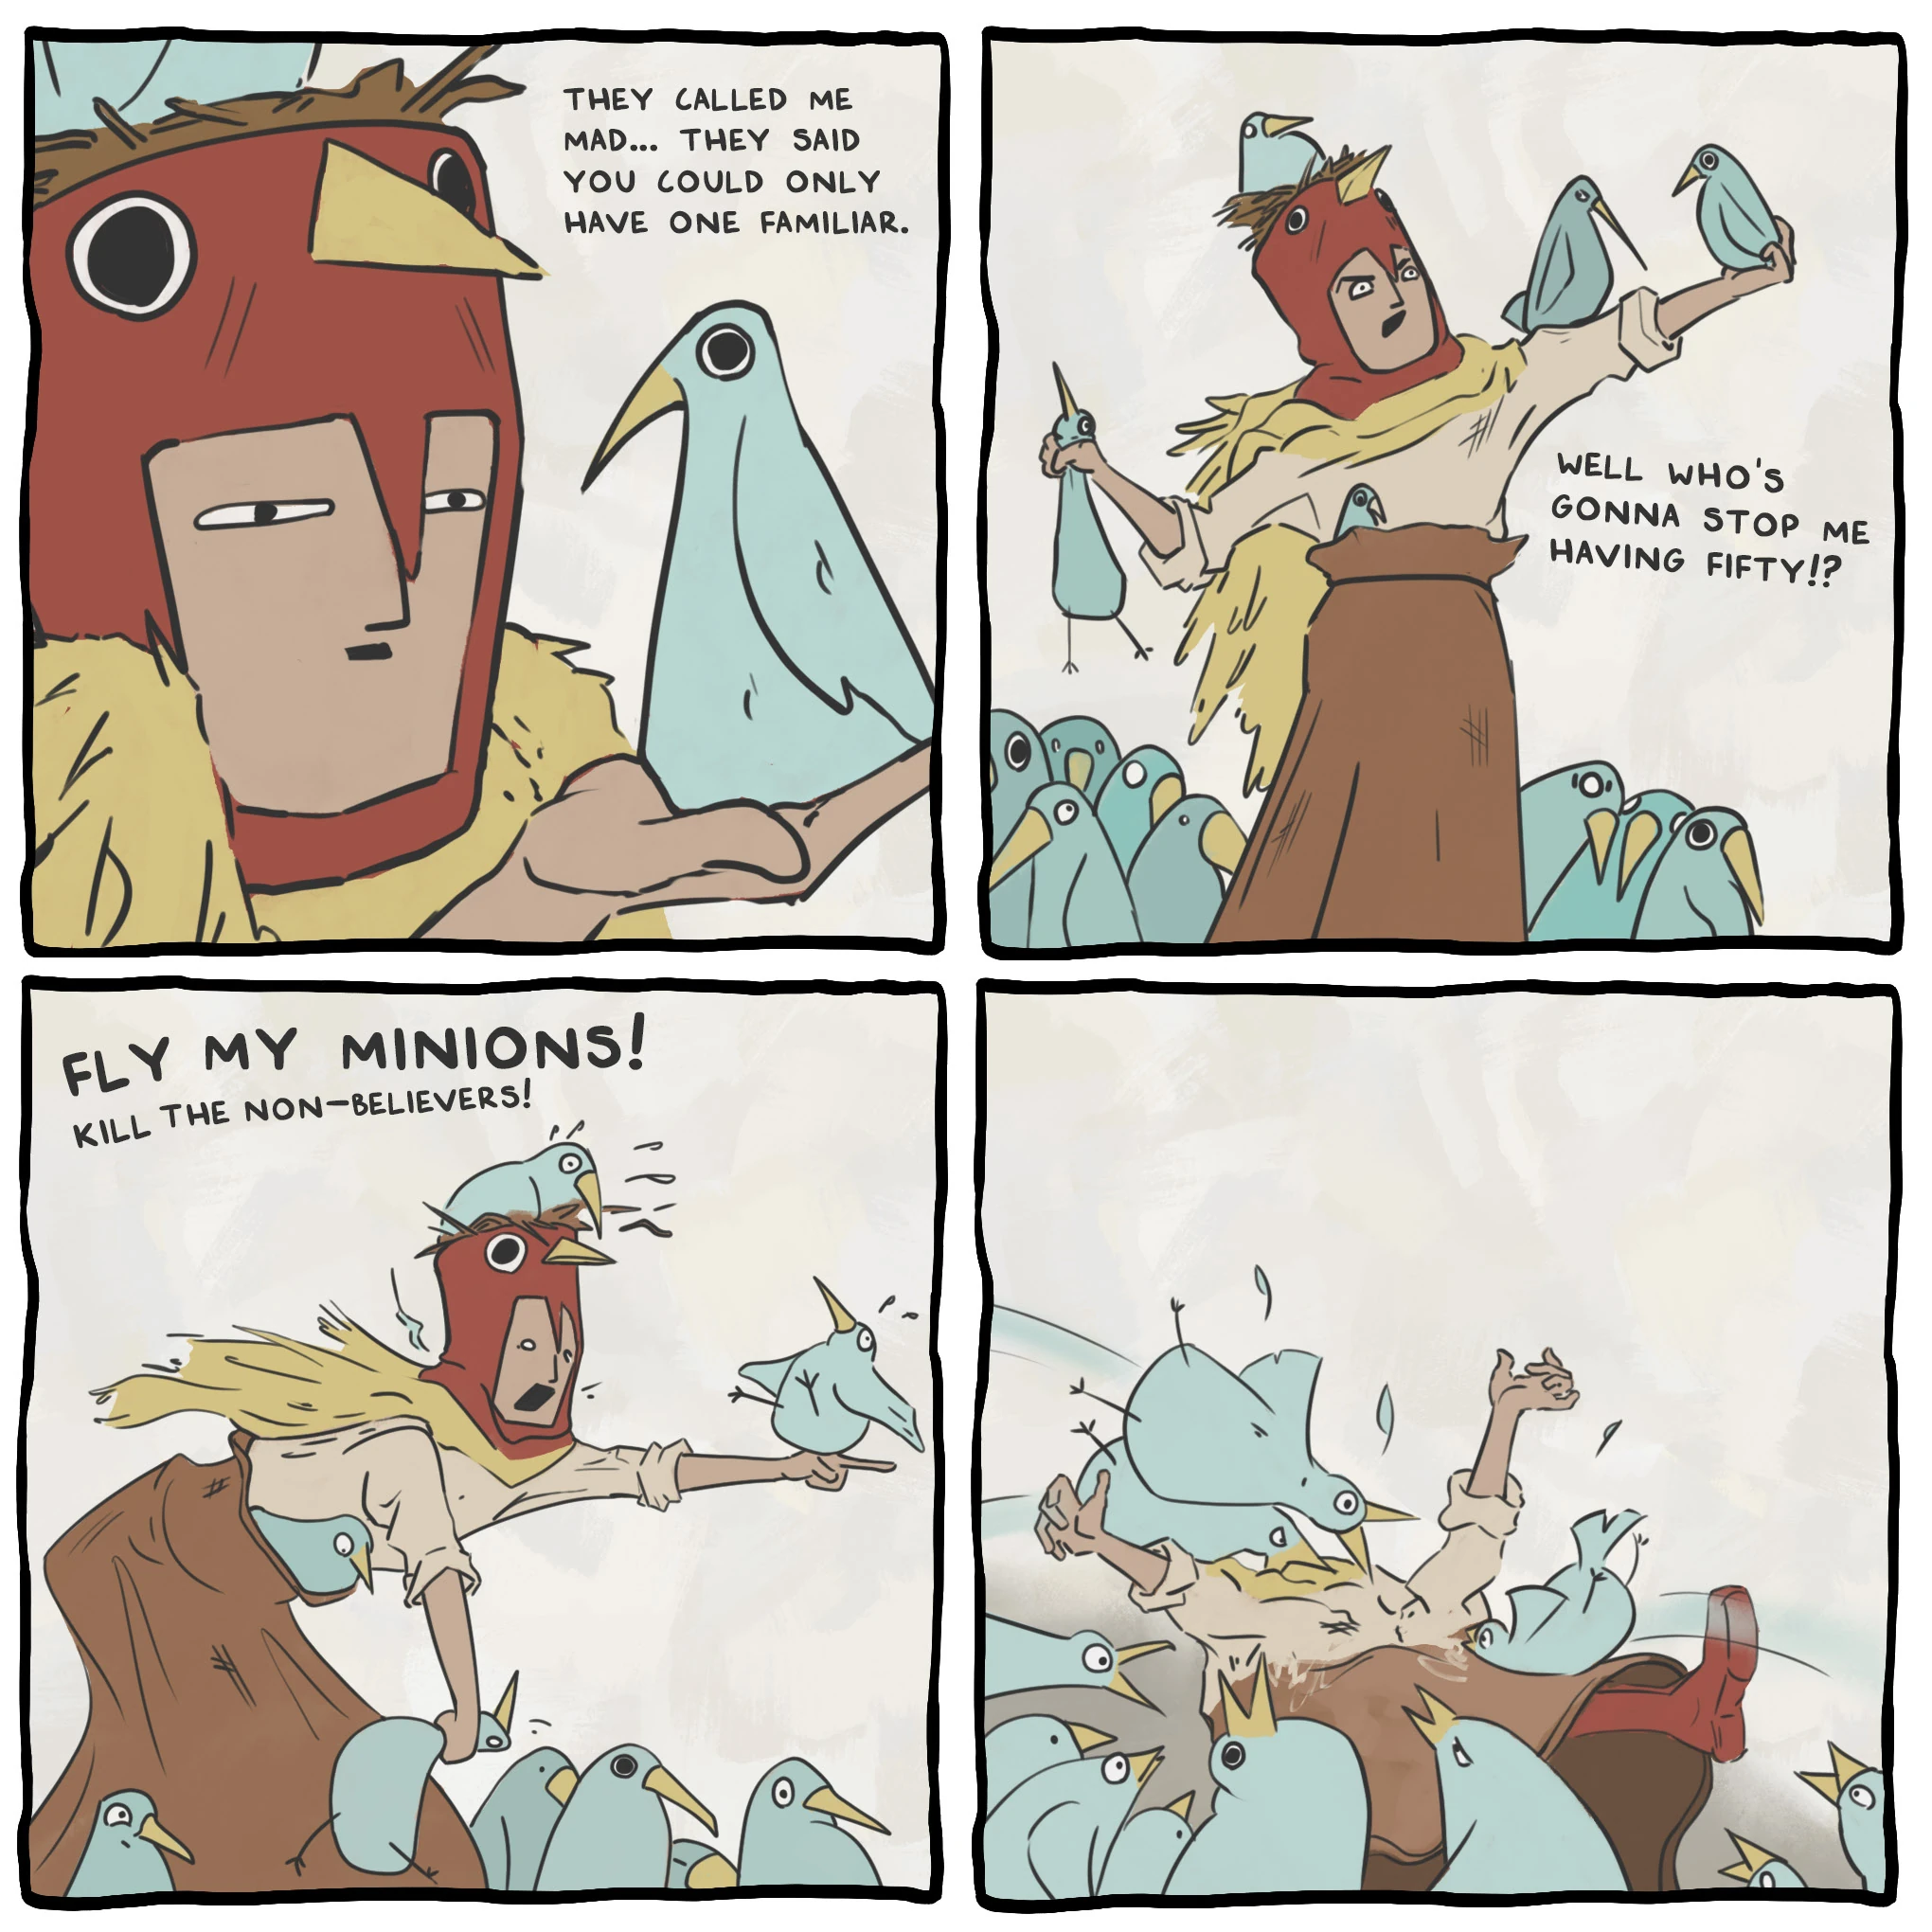 THEY CALLED ME
MAD... THEY SAID
YOU COULD ONLY
HAVE ONE FAMILIAR.
WELL WHO'S
GONNA STOP ME
HAVING FIFTY!?
FLY MY MINIONS!
KILL THE NON-BELIEVERS!